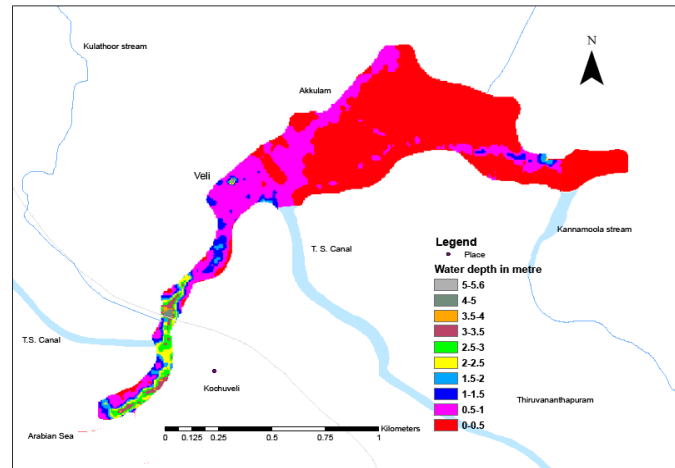 Kulathoor stream
N
Akkulam
Veli
Kannamoola stream
T. S. Canal
Legend
Place
Water depth in metre
5-5.6
4-5
3.5-4
3-3.5
2.5-3
2-2.5
1.5-2
1-1.5
0.5-1
0-0.5
T.S. Canal
Kochuveli
Thiruvananthapuram
Arabian Sea
Kilometers
0 0.125 0.25 0.5 0.75 1